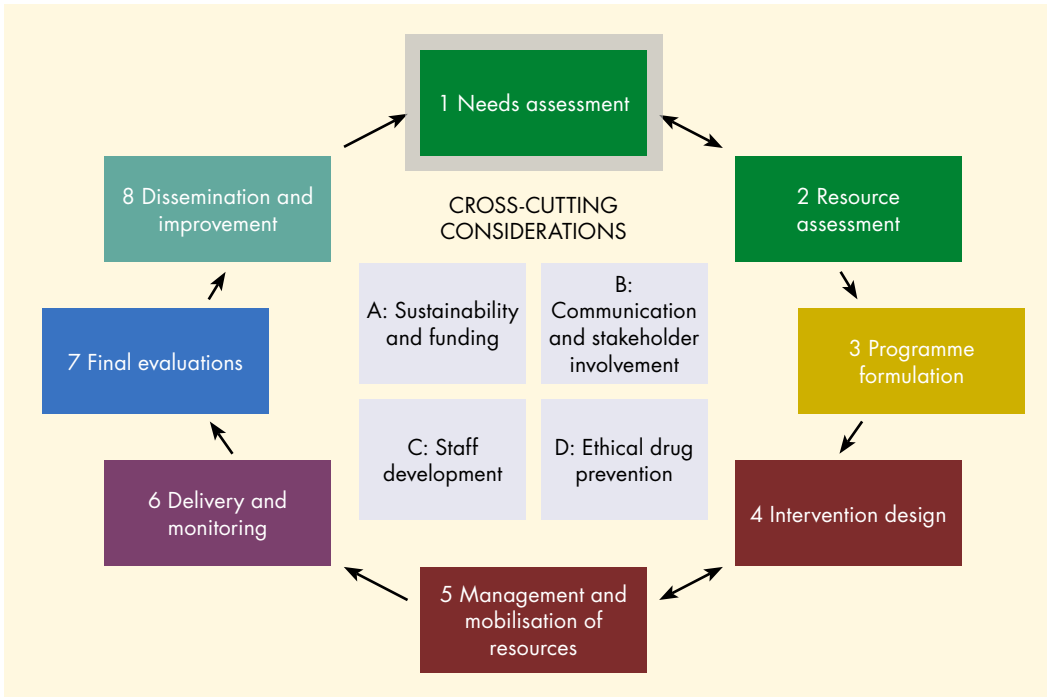 1 Needs assessment
2 Resource
assessment
3 Programme
formulation
4 Intervention design
5 Management and
mobilisation of
resources
6 Delivery and
monitoring
7 Final evaluations
8 Dissemination and
improvement
CROSS-CUTTING
CONSIDERATIONS
A: Sustainability
and funding
B:
Communication
and stakeholder
involvement
C: Staff
development
D: Ethical drug
prevention